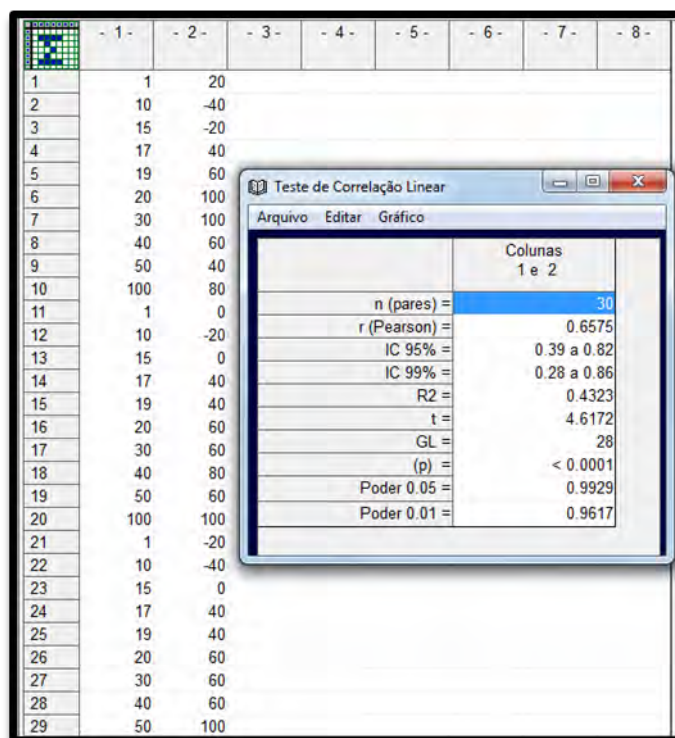 - 1 - - 2 - - 3 - - 4 - - 5 - - 6 - - 7 - - 8 -
1 1 20
2 10 -40
3 15 -20
4 17 40
5 19 60
6 20 100
7 30 100
8 40 60
9 50 40
10 100 80
11 1 0
12 10 -20
13 15 0
14 17 40
15 19 40
16 20 60
17 30 60
18 40 80
19 50 60
20 100 100
21 1 -20
22 10 -40
23 15 0
24 17 40
25 19 40
26 20 60
27 30 60
28 40 60
29 50 100
Teste de Correlação Linear
Arquivo Editar Gráfico
Colunas
1 e 2
n (pares) = 30
r (Pearson) = 0.6575
IC 95% = 0.39 a 0.82
IC 99% = 0.28 a 0.86
R2 = 0.4323
t = 4.6172
GL = 28
(p) = < 0.0001
Poder 0.05 = 0.9929
Poder 0.01 = 0.9617